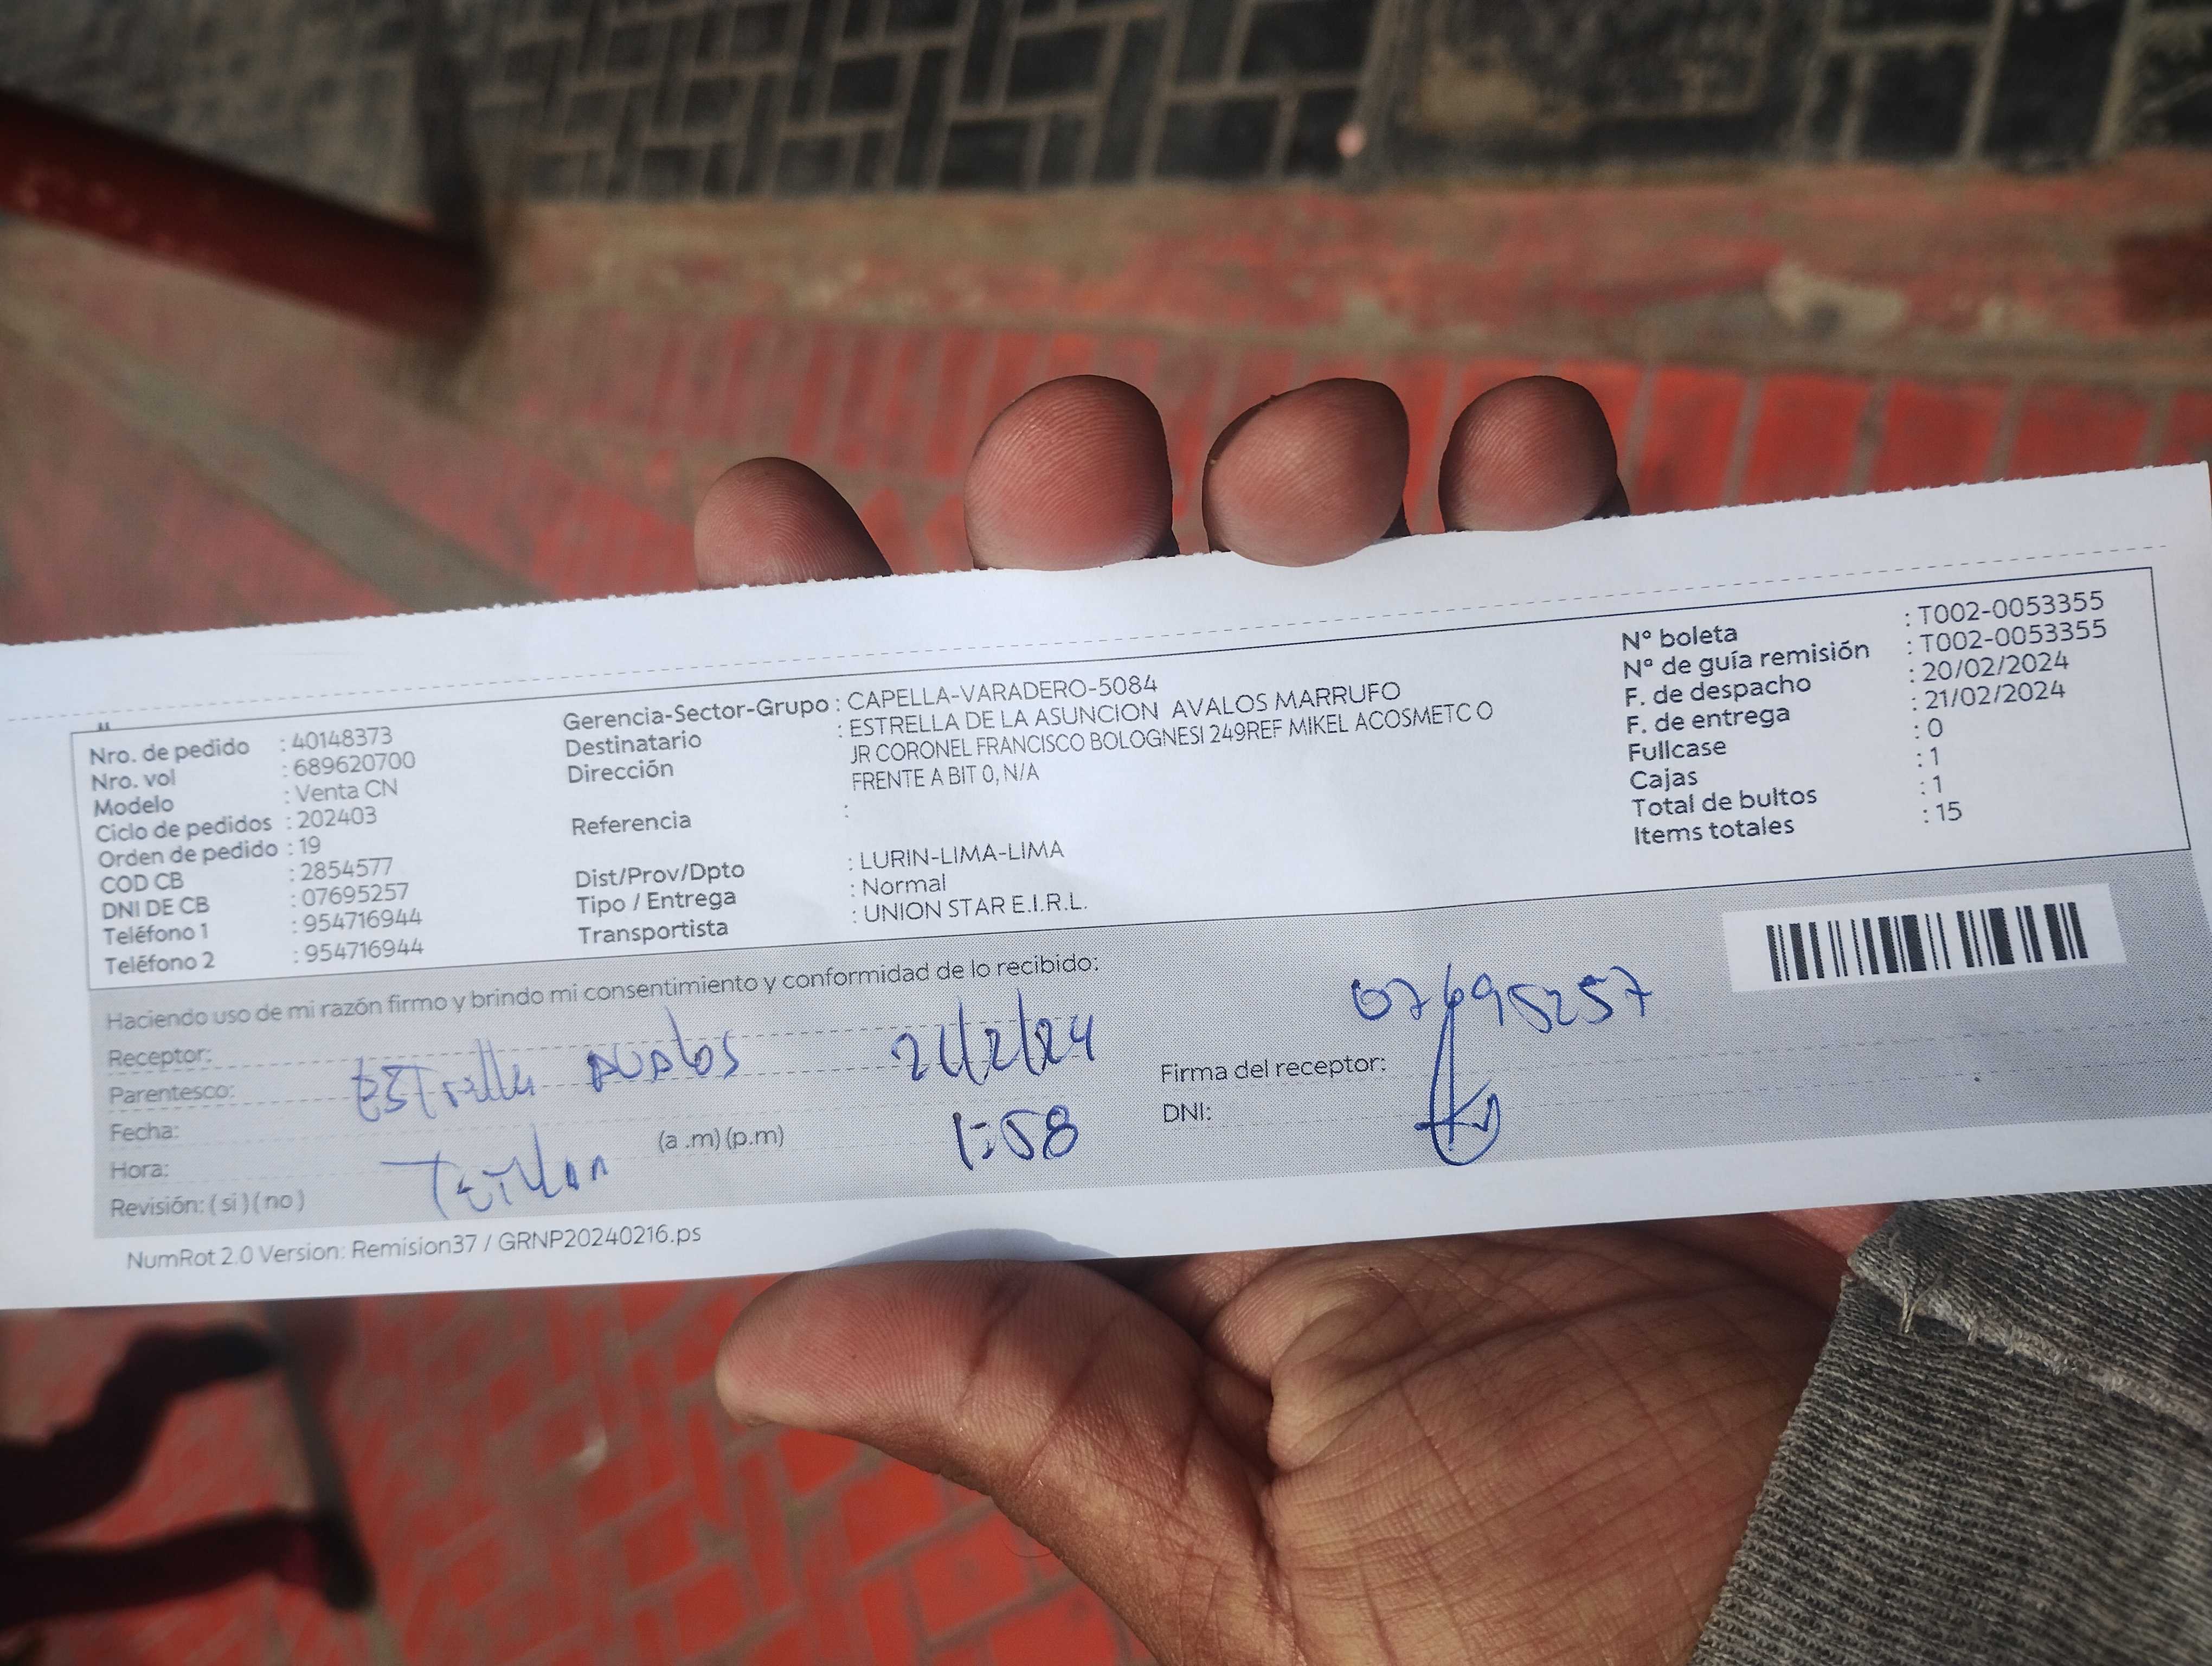 Nro. de pedido : 40148373
Nro. vol : 689620700
Modelo : Venta CN
Ciclo de pedidos : 202403
Orden de pedido : 19
COD CB : 2854577
DNI DE CB : 07695257
Teléfono 1 : 954716944
Teléfono 2 : 954716944
Gerencia-Sector-Grupo : CAPELLA-VARADERO-5084
Destinatario : ESTRELLA DE LA ASUNCION AVALOS MARRUFO
Dirección JR CORONEL FRANCISCO BOLOGNESI 249REF MIKEL ACOSMETC O
FRENTE A BIT 0, N/A
Referencia :
Dist/Prov/Dpto : LURIN-LIMA-LIMA
Tipo / Entrega : Normal
Transportista : UNION STAR E.I.R.L.
Nº boleta : T002-0053355
Nº de guía remisión : T002-0053355
F. de despacho : 20/02/2024
F. de entrega : 21/02/2024
Fullcase : 0
Cajas : 1
Total de bultos : 1
Items totales : 15
Haciendo uso de mi razón firmo y brindo mi consentimiento y conformidad de lo recibido:
Receptor:
Parentesco: Estrella Avalos 21/2/24
Fecha:
Hora: (a .m) (p.m) 1:58
Revisión: ( si ) ( no )
07695257
Firma del receptor:
DNI:
NumRot 2.0 Version: Remision37 / GRNP20240216.ps